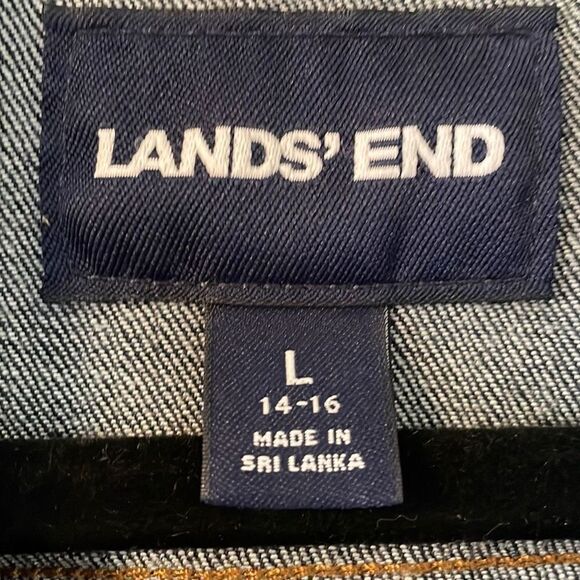 LANDS' END
L
14-16
MADE IN
SRI LANKA